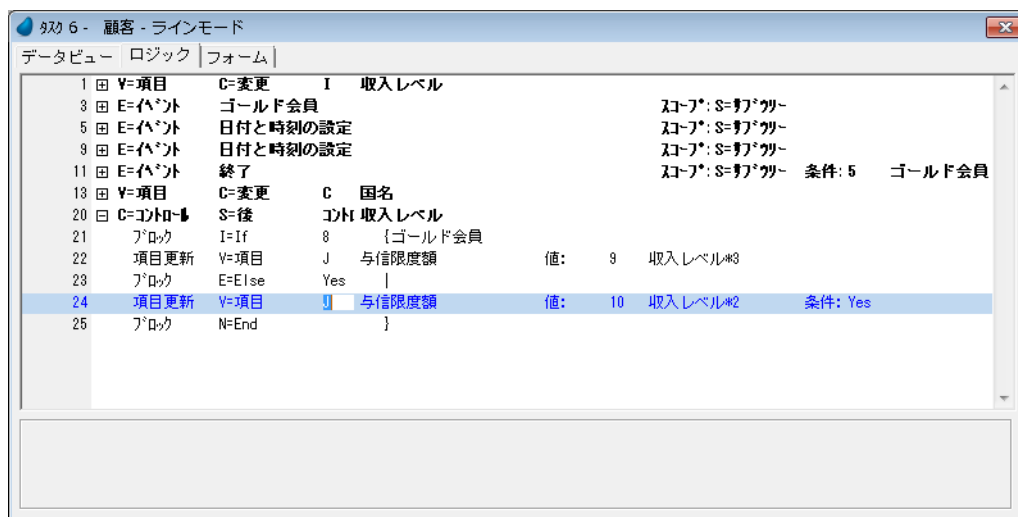 ﾀｽｸ 6 - 顧客 - ラインモード
データビュー ロジック フォーム
1 V=項目 C=変更 I 収入レベル
3 E=ｲﾍﾞﾝﾄ ゴールド会員 ｽｺｰﾌﾟ: S=ｻﾌﾞﾂﾘｰ
5 E=ｲﾍﾞﾝﾄ 日付と時刻の設定 ｽｺｰﾌﾟ: S=ｻﾌﾞﾂﾘｰ
9 E=ｲﾍﾞﾝﾄ 日付と時刻の設定 ｽｺｰﾌﾟ: S=ｻﾌﾞﾂﾘｰ
11 E=ｲﾍﾞﾝﾄ 終了 ｽｺｰﾌﾟ: S=ｻﾌﾞﾂﾘｰ 条件: 5 ゴールド会員
13 V=項目 C=変更 C 国名
20 C=ｺﾝﾄﾛｰﾙ S=後 ｺﾝﾄﾛ 収入レベル
21 ﾌﾞﾛｯｸ I=If 8 {ゴールド会員
22 項目更新 V=項目 J 与信限度額 値: 9 収入レベル*3
23 ﾌﾞﾛｯｸ E=Else Yes |
24 項目更新 V=項目 J 与信限度額 値: 10 収入レベル*2 条件: Yes
25 ﾌﾞﾛｯｸ N=End }